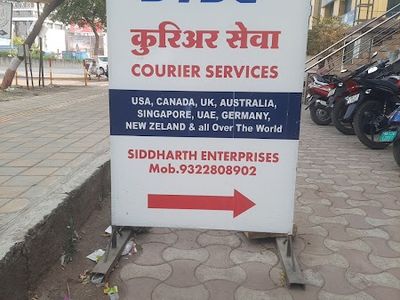 कुरिअर सेवा
COURIER SERVICES
USA, CANADA, UK, AUSTRALIA,
SINGAPORE, UAE, GERMANY,
NEW ZELAND & all Over The World
SIDDHARTH ENTERPRISES
Mob.9322808902